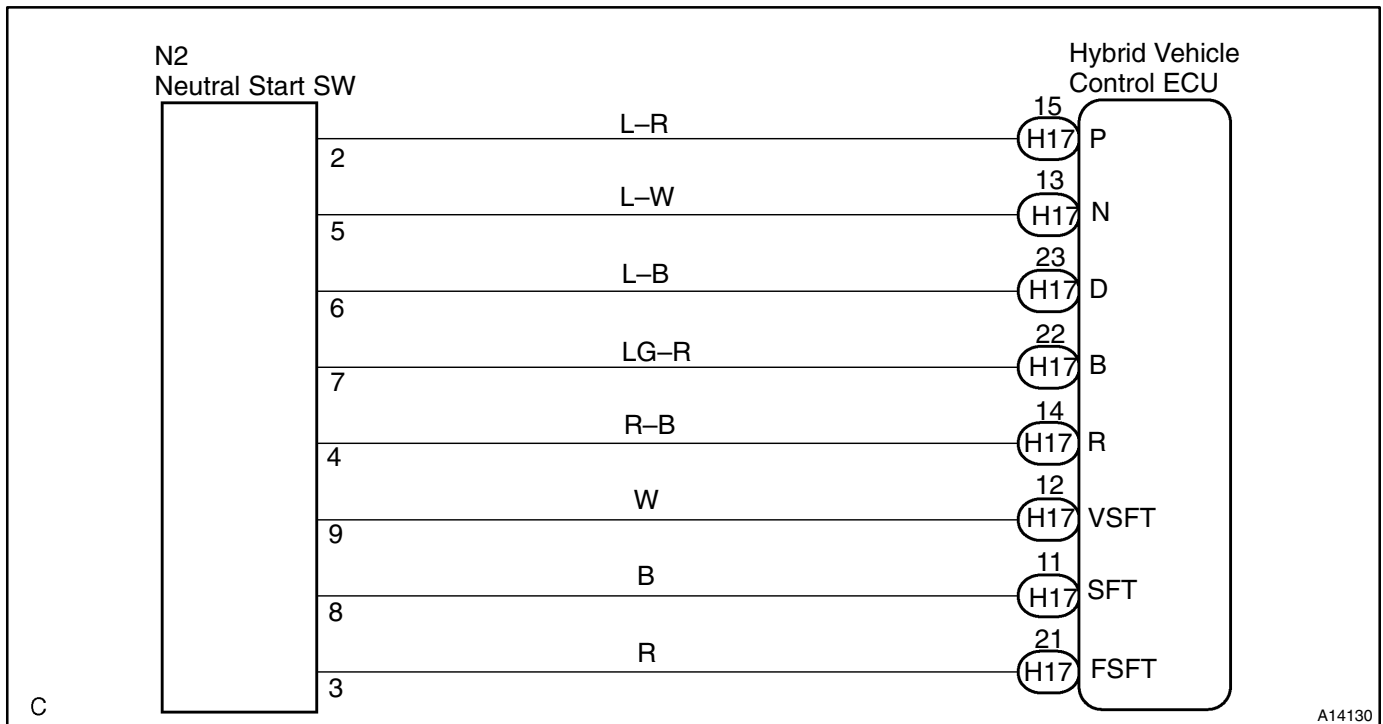 N2
Neutral Start SW
Hybrid Vehicle
Control ECU
L–R
15
2
H17
P
L–W
13
5
H17
N
L–B
23
6
H17
D
LG–R
22
7
H17
B
R–B
14
4
H17
R
W
12
9
H17
VSFT
B
11
8
H17
SFT
R
21
3
H17
FSFT
C
A14130